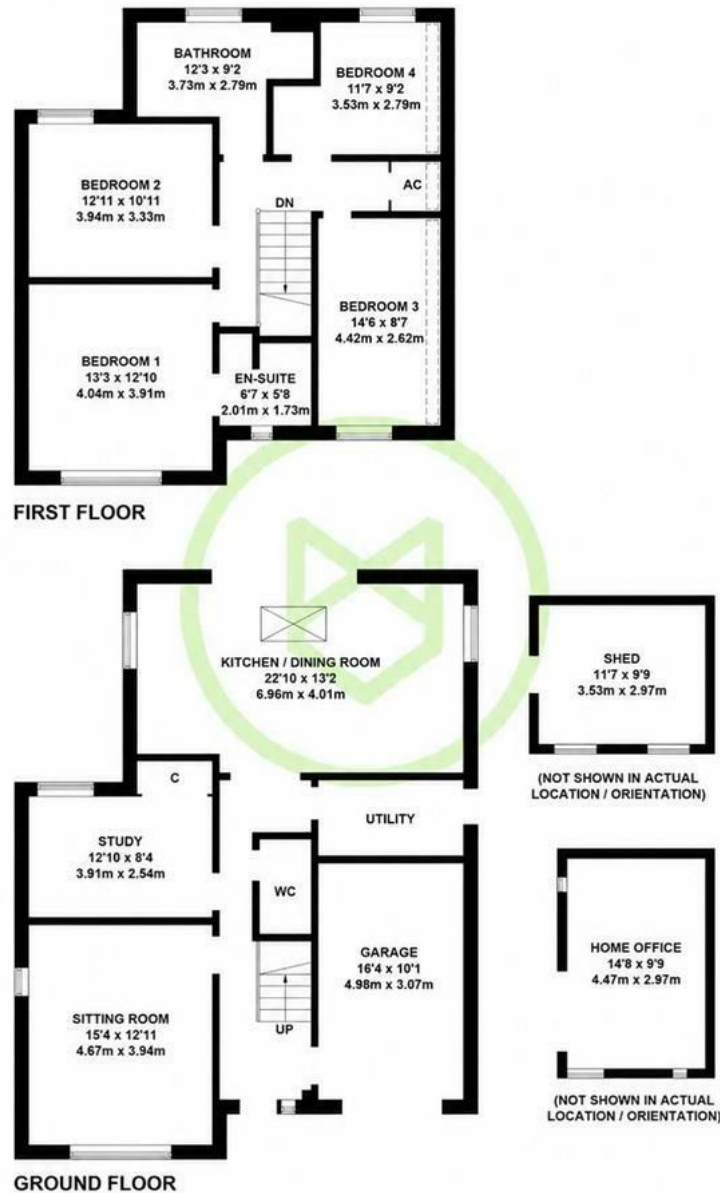 BATHROOM
12'3 x 9'2
3.73m x 2.79m
BEDROOM 4
11'7 x 9'2
3.53m x 2.79m
BEDROOM 2
12'11 x 10'11
3.94m x 3.33m
AC
DN
BEDROOM 3
14'6 x 8'7
4.42m x 2.62m
BEDROOM 1
13'3 x 12'10
4.04m x 3.91m
EN-SUITE
6'7 x 5'8
2.01m x 1.73m
FIRST FLOOR
KITCHEN / DINING ROOM
22'10 x 13'2
6.96m x 4.01m
SHED
11'7 x 9'9
3.53m x 2.97m
(NOT SHOWN IN ACTUAL
LOCATION / ORIENTATION)
C
UTILITY
STUDY
12'10 x 8'4
3.91m x 2.54m
WC
GARAGE
16'4 x 10'1
4.98m x 3.07m
HOME OFFICE
14'8 x 9'9
4.47m x 2.97m
SITTING ROOM
15'4 x 12'11
4.67m x 3.94m
UP
(NOT SHOWN IN ACTUAL
LOCATION / ORIENTATION)
GROUND FLOOR